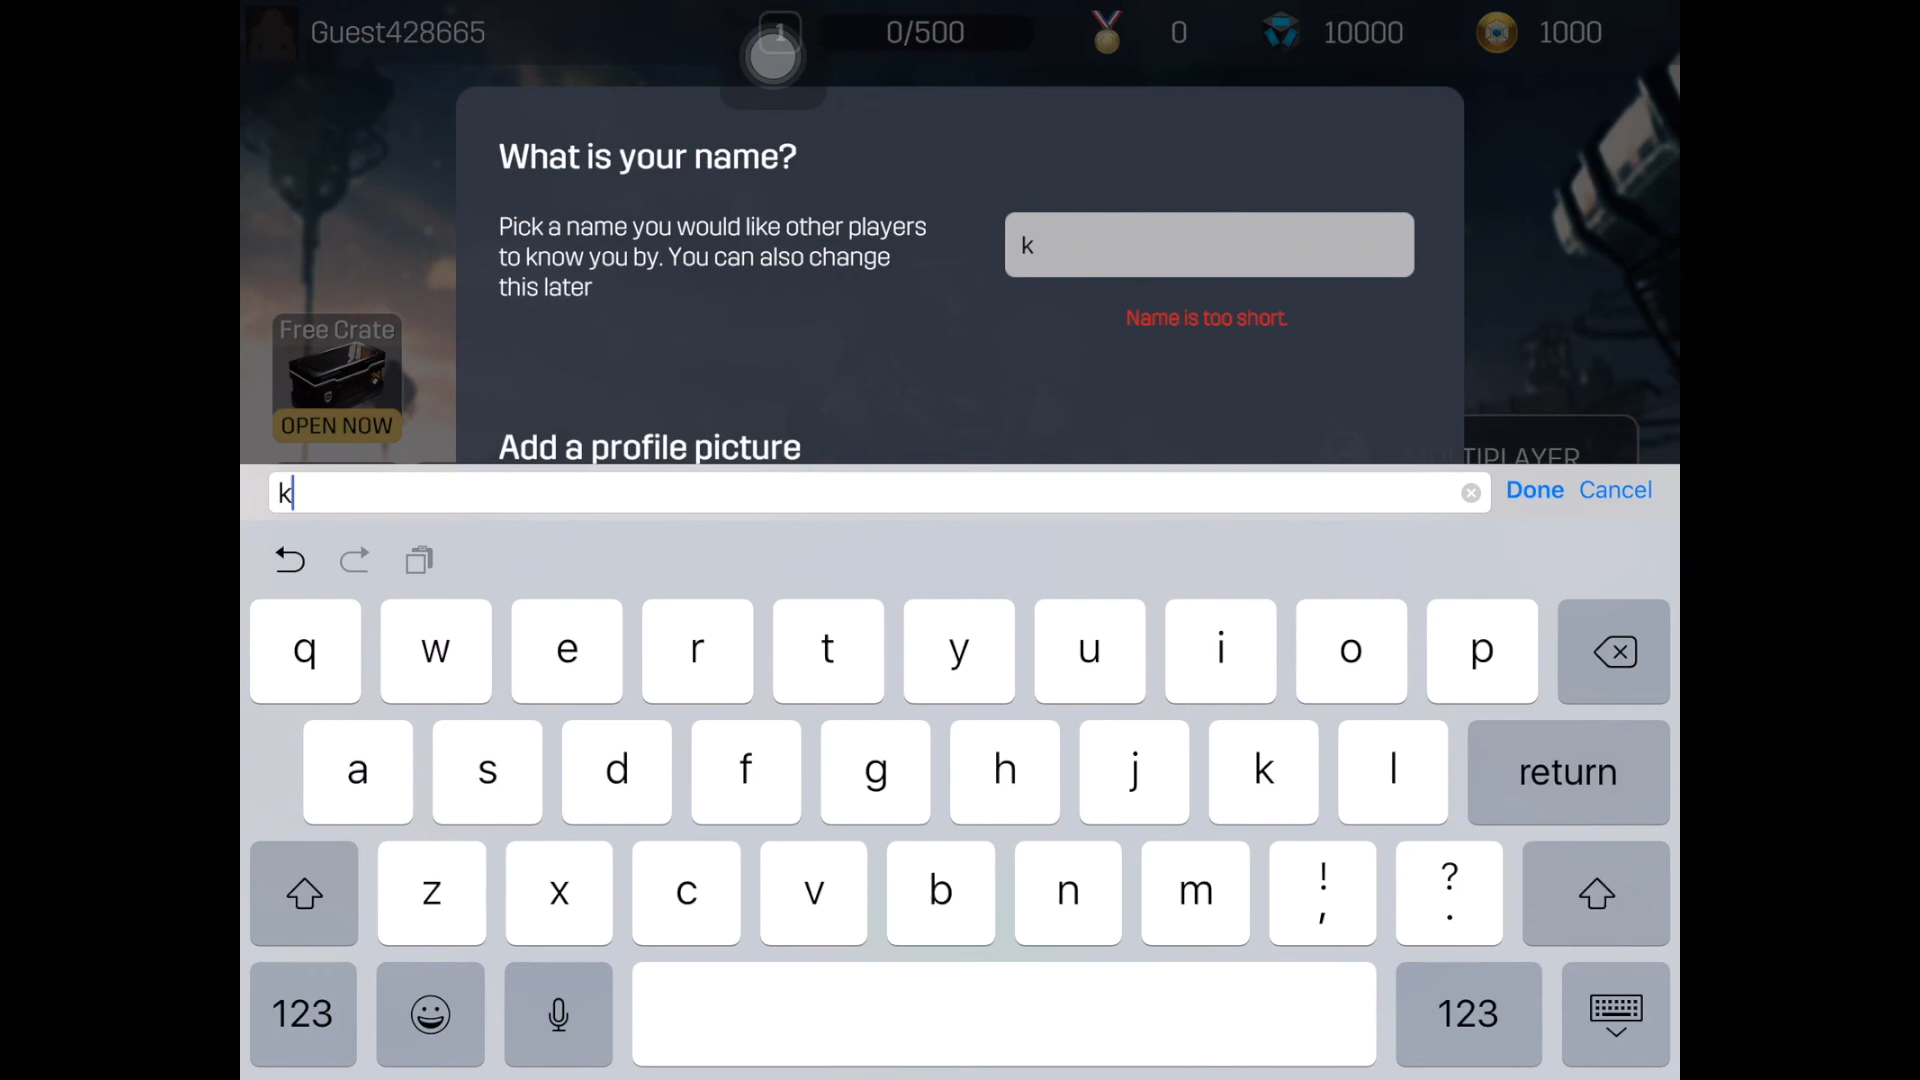 Guest428665
1
0/500
0
10000
1000
What is your name?
Pick a name you would like other players
to know you by. You can also change
this later
k
Name is too short.
Free Crate
OPEN NOW
Add a profile picture
TIPLAYER
k
Done
Cancel
q w e r t y u i o p
a s d f g h j k l return
z x c v b n m ! , ? .
123 123